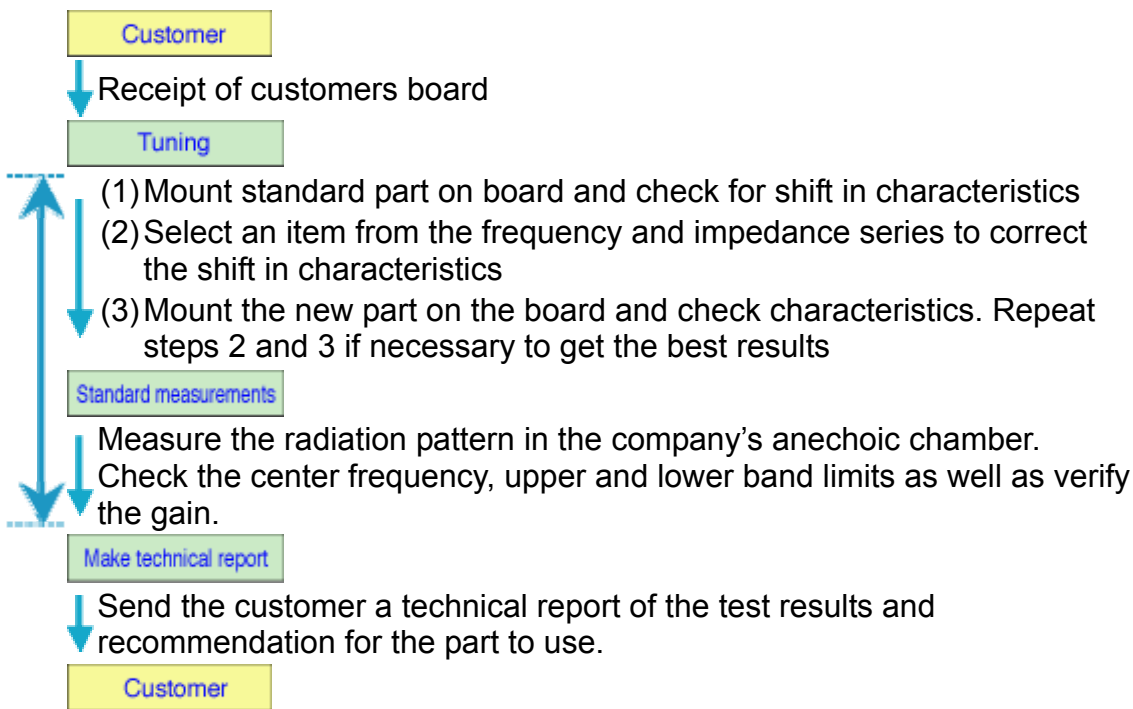 Customer
Receipt of customers board
Tuning
(1) Mount standard part on board and check for shift in characteristics
(2) Select an item from the frequency and impedance series to correct
the shift in characteristics
(3) Mount the new part on the board and check characteristics. Repeat
steps 2 and 3 if necessary to get the best results
Standard measurements
Measure the radiation pattern in the company’s anechoic chamber.
Check the center frequency, upper and lower band limits as well as verify
the gain.
Make technical report
Send the customer a technical report of the test results and
recommendation for the part to use.
Customer